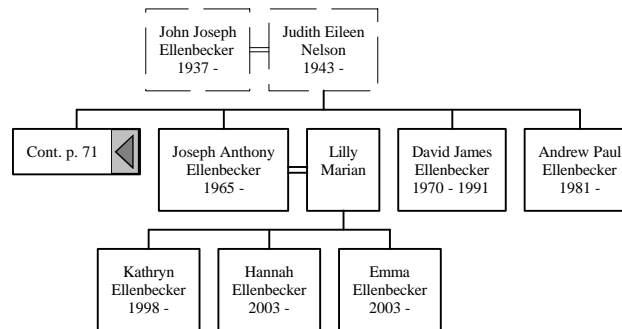 John Joseph
Ellenbecker
1937 -
Judith Eileen
Nelson
1943 -
Cont. p. 71
Joseph Anthony
Ellenbecker
1965 -
Lilly
Marian
David James
Ellenbecker
1970 - 1991
Andrew Paul
Ellenbecker
1981 -
Kathryn
Ellenbecker
1998 -
Hannah
Ellenbecker
2003 -
Emma
Ellenbecker
2003 -